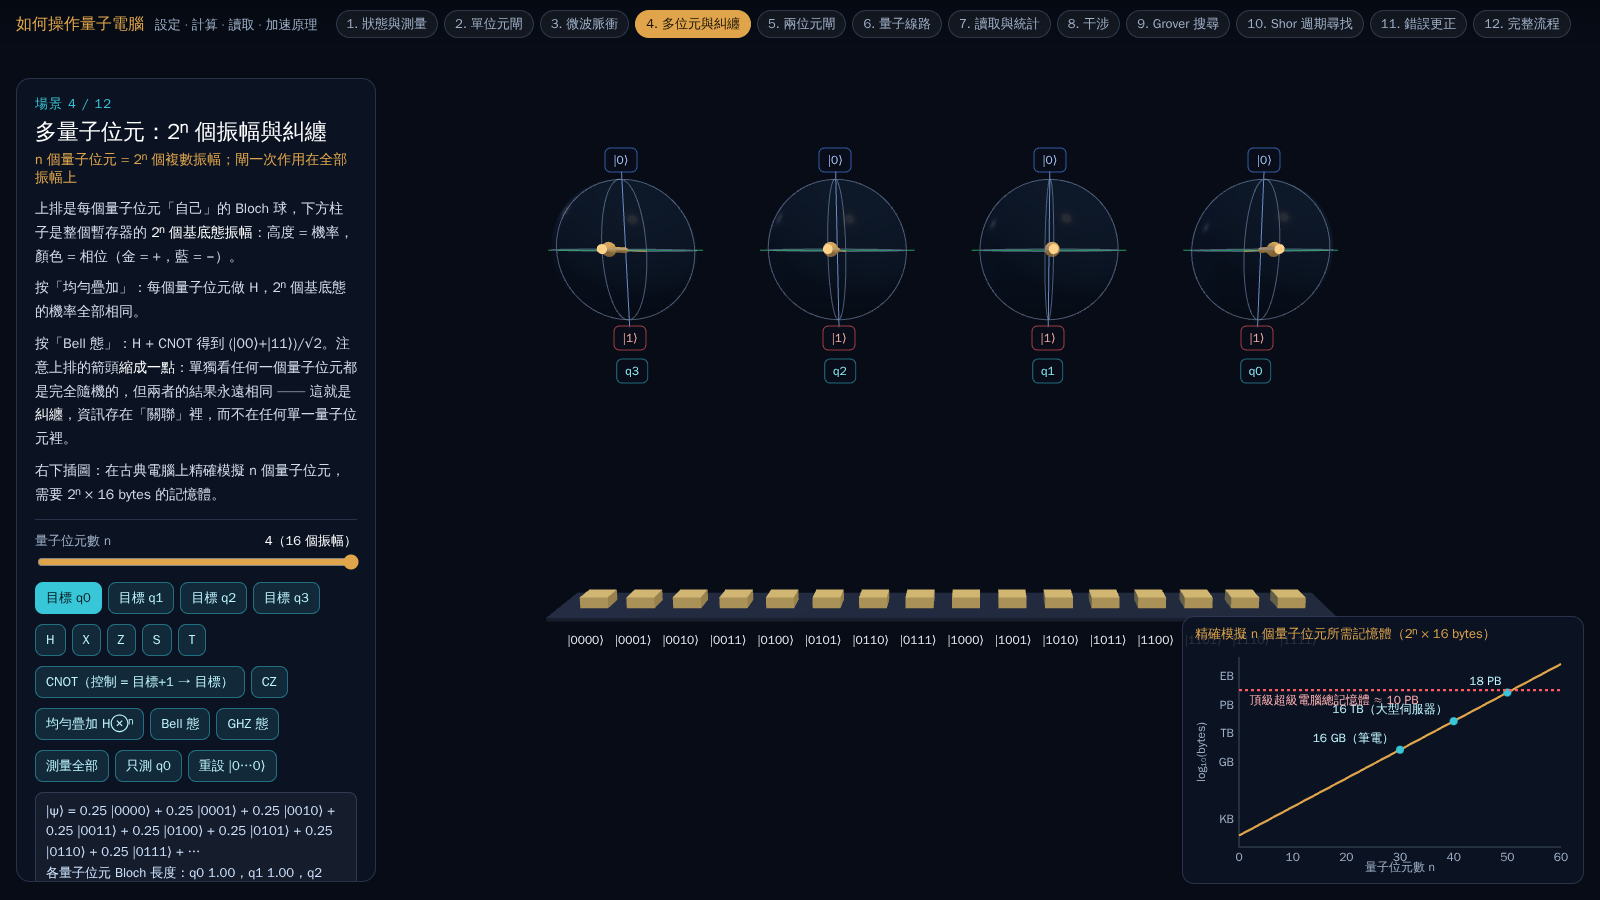 如何操作量子電腦 設定 · 計算 · 讀取 · 加速原理 1. 狀態與測量 2. 單位元閘 3. 微波脈衝 4. 多位元與糾纏 5. 兩位元閘 6. 量子線路 7. 讀取與統計 8. 干涉 9. Grover 搜尋 10. Shor 週期尋找 11. 錯誤更正 12. 完整流程
場景 4 / 12
多量子位元：2ⁿ 個振幅與糾纏
n 個量子位元 = 2ⁿ 個複數振幅；閘一次作用在全部
振幅上
上排是每個量子位元「自己」的 Bloch 球，下方柱
子是整個暫存器的 2ⁿ 個基底態振幅：高度 = 機率，
顏色 = 相位（金 = +，藍 = −）。
按「均勻疊加」：每個量子位元做 H，2ⁿ 個基底態
的機率全部相同。
按「Bell 態」：H + CNOT 得到 (|00⟩+|11⟩)/√2。注
意上排的箭頭縮成一點：單獨看任何一個量子位元都
是完全隨機的，但兩者的結果永遠相同 —— 這就是
糾纏，資訊存在「關聯」裡，而不在任何單一量子位
元裡。
右下插圖：在古典電腦上精確模擬 n 個量子位元，
需要 2ⁿ × 16 bytes 的記憶體。
量子位元數 n 4（16 個振幅）
目標 q0 目標 q1 目標 q2 目標 q3
H X Z S T
CNOT（控制 = 目標+1 → 目標） CZ
均勻疊加 H⊗ⁿ Bell 態 GHZ 態
測量全部 只測 q0 重設 |0⋯0⟩
|ψ⟩ = 0.25 |0000⟩ + 0.25 |0001⟩ + 0.25 |0010⟩ +
0.25 |0011⟩ + 0.25 |0100⟩ + 0.25 |0101⟩ + 0.25
|0110⟩ + 0.25 |0111⟩ + ⋯
各量子位元 Bloch 長度：q0 1.00，q1 1.00，q2
|0⟩ |0⟩ |0⟩ |0⟩
|1⟩ |1⟩ |1⟩ |1⟩
q3 q2 q1 q0
|0000⟩ |0001⟩ |0010⟩ |0011⟩ |0100⟩ |0101⟩ |0110⟩ |0111⟩ |1000⟩ |1001⟩ |1010⟩ |1011⟩ |1100⟩
精確模擬 n 個量子位元所需記憶體（2ⁿ × 16 bytes）
EB
PB
TB
GB
KB
log₁₀(bytes)
18 PB
頂級超級電腦總記憶體 ≈ 10 PB
16 TB（大型伺服器）
16 GB（筆電）
0 10 20 30 40 50 60
量子位元數 n